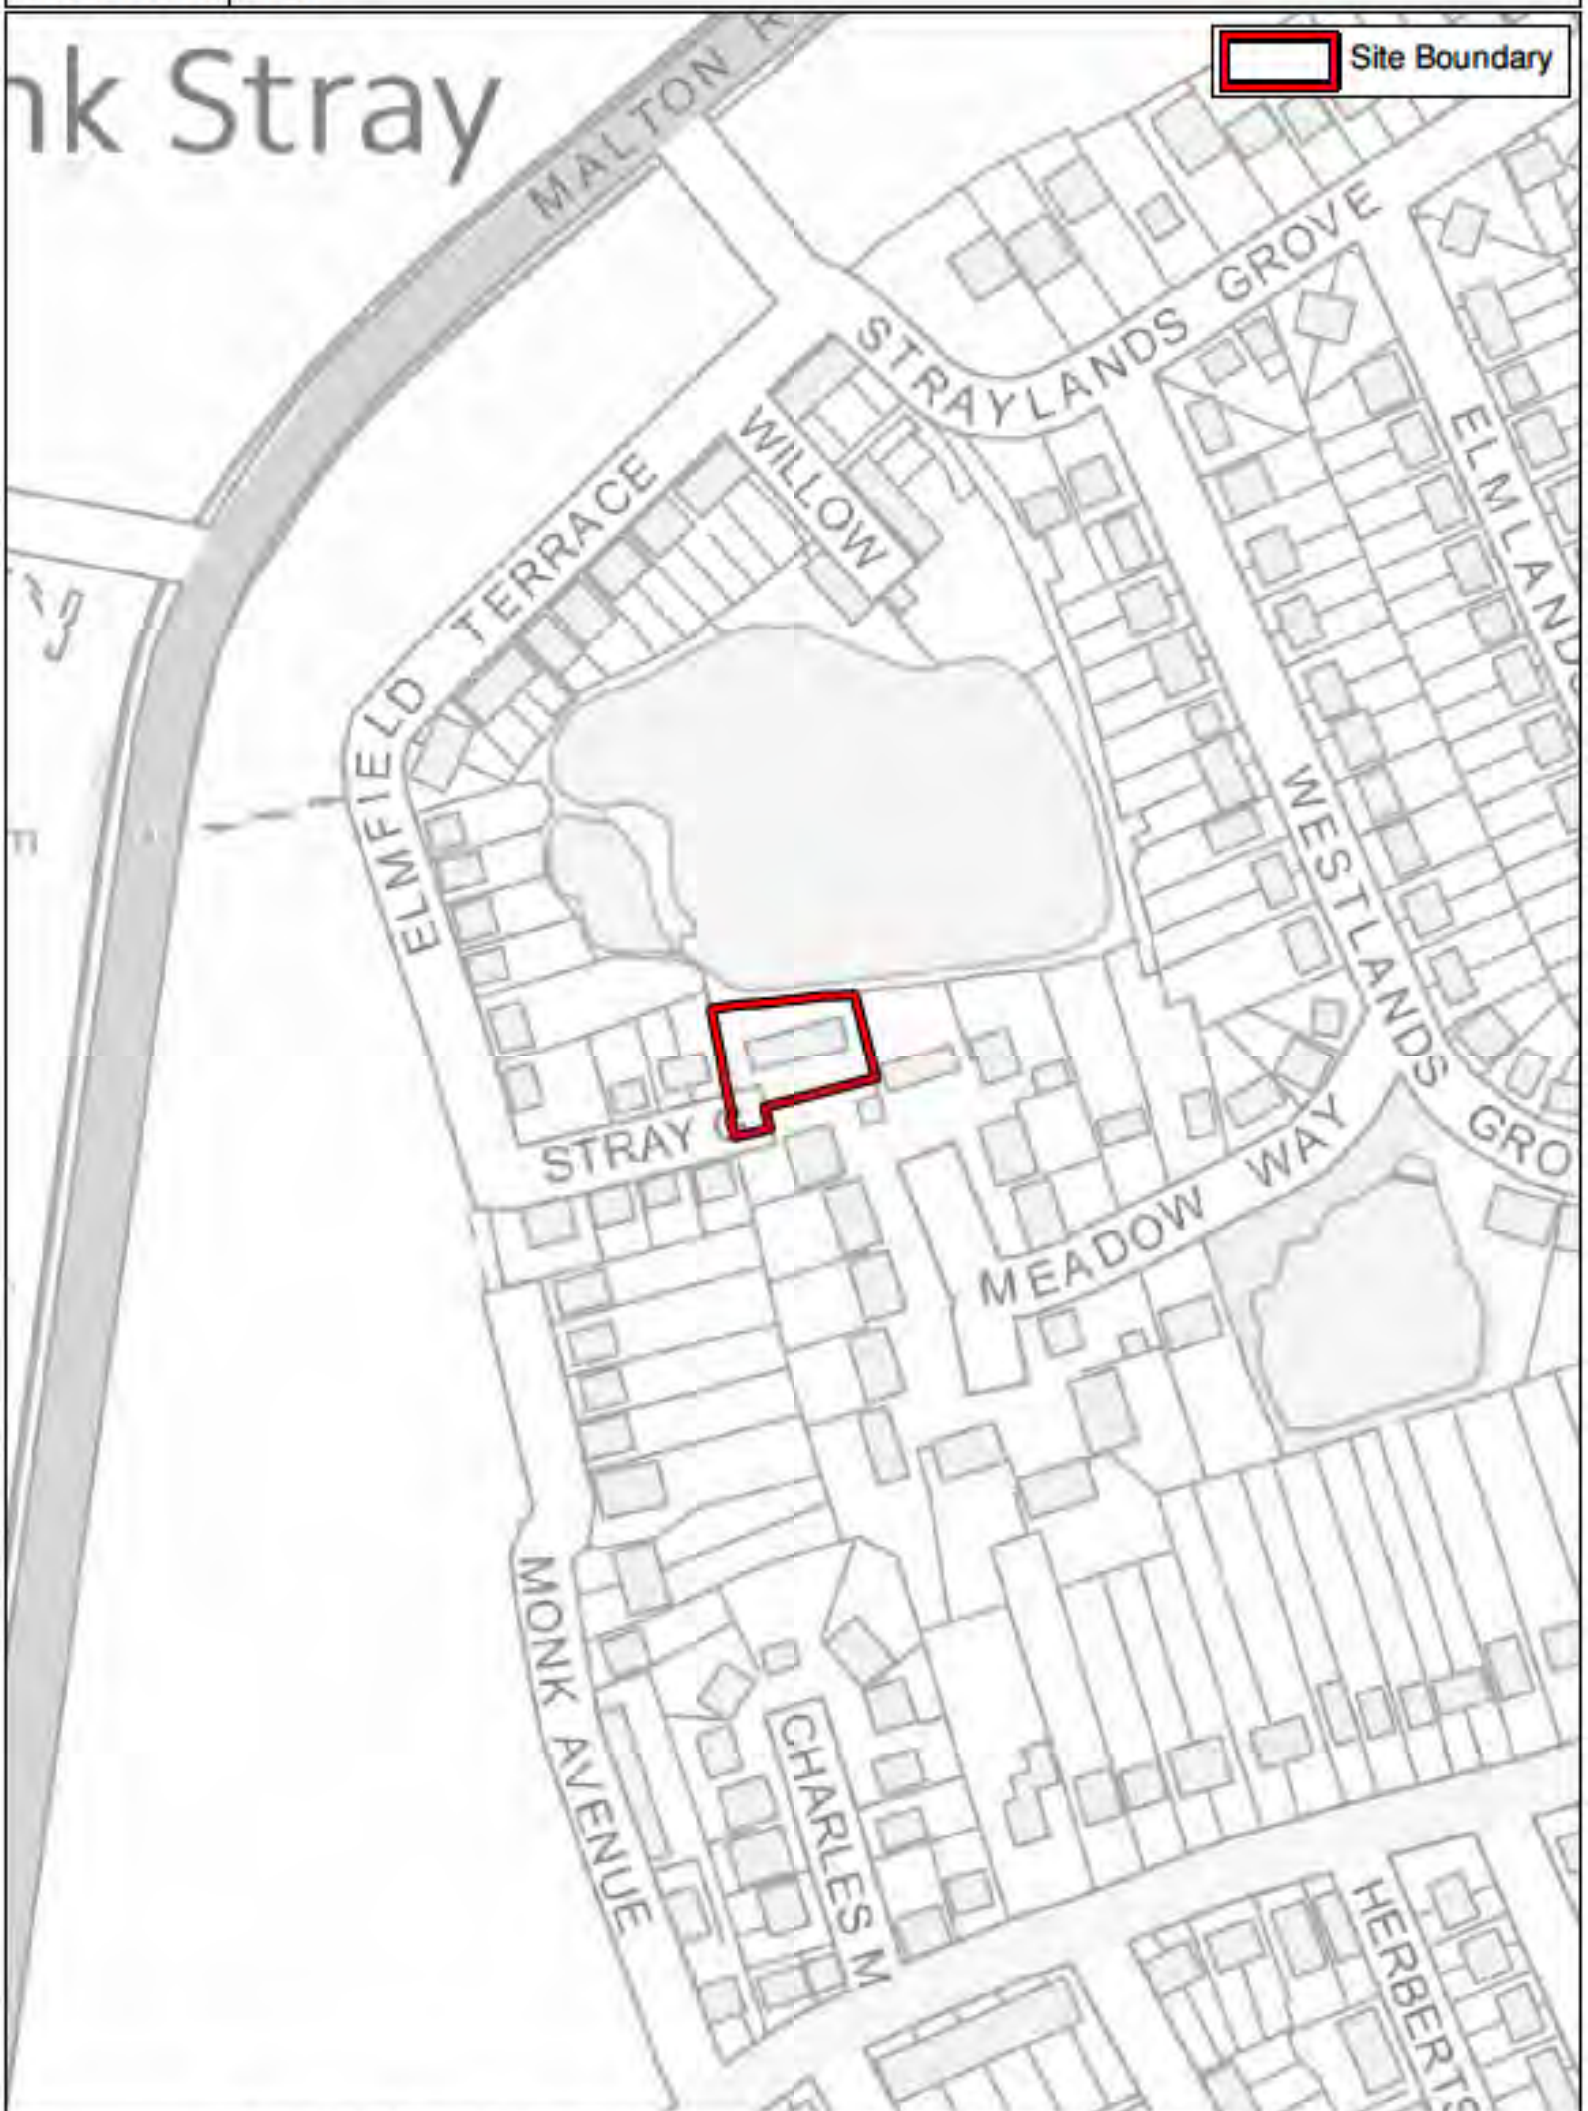 Site Boundary
nk Stray
MALTON R
STRAYLANDS GROVE
WILLOW
ELMLANDS
ELMFIELD TERRACE
WESTLANDS GRO
STRAY
MEADOW WAY
MONK AVENUE
CHARLES M
HERBERTS